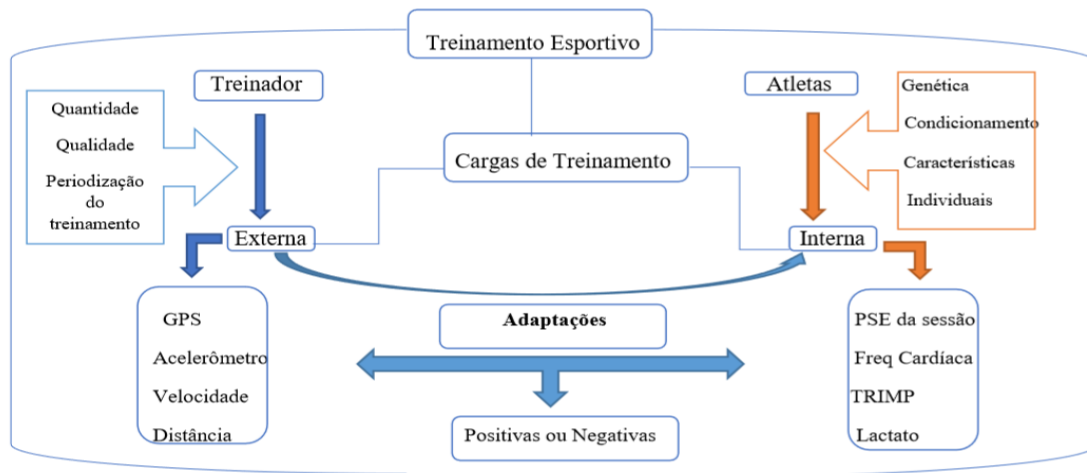 Treinamento Esportivo
Treinador
Atletas
Quantidade
Qualidade
Periodização
do
treinamento
Genética
Condicionamento
Características
Individuais
Cargas de Treinamento
Externa
Interna
GPS
Acelerômetro
Velocidade
Distância
Adaptações
Positivas ou Negativas
PSE da sessão
Freq Cardíaca
TRIMP
Lactato